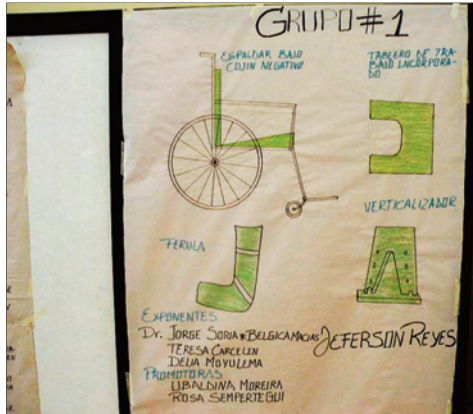 GRUPO #1
ESPALDAR BAJO
COJIN NEGATIVO
TABLERO DE TRA-
BAJO INCORPORA-
DO
VERTICALIZADOR
FERULA
EXPONENTES
Dr. JORGE SORIA * BELGICA MACIAS JEFERSON REYES
TERESA CARCELEN
DELIA MOYULEMA
PROMOTORAS
UBALDINA MOREIRA
ROSA SEMPERTEGUI